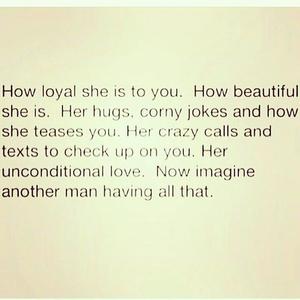 How loyal she is to you.  How beautiful
she is.  Her hugs, corny jokes and how
she teases you. Her crazy calls and
texts to check up on you. Her
unconditional love.  Now imagine
another man having all that.